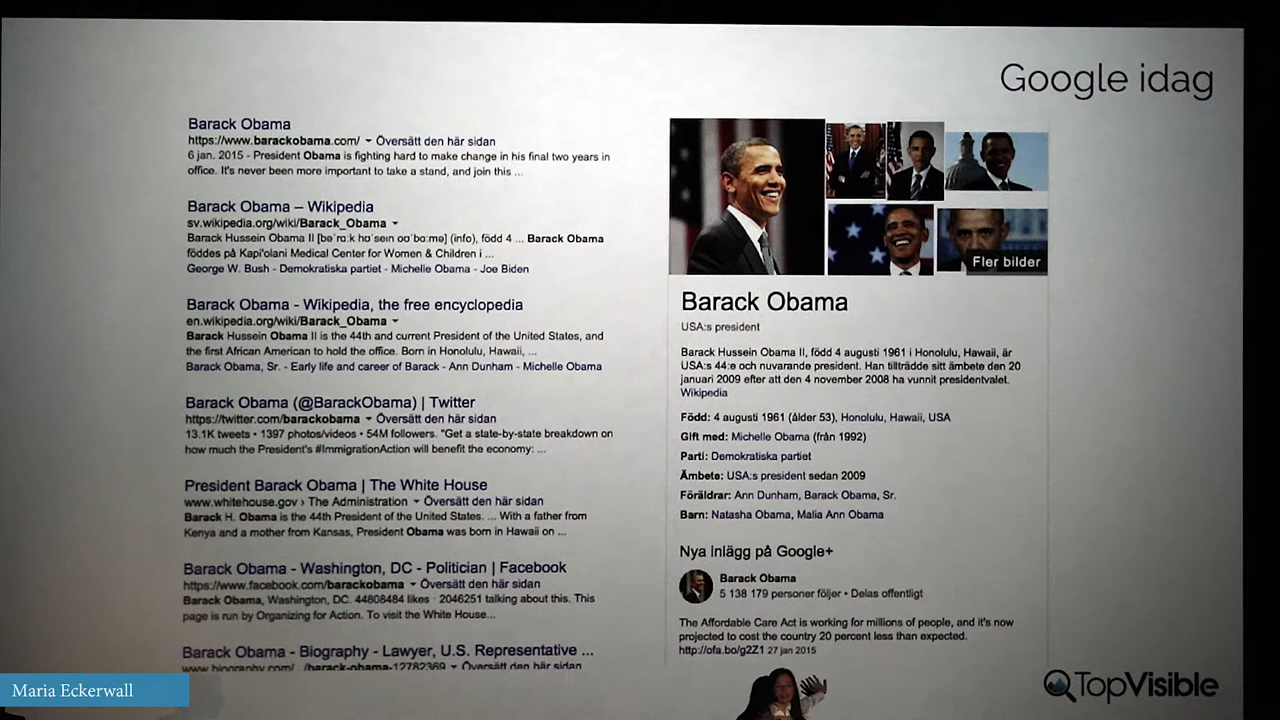 Google idag
Barack Obama
https://www.barackobama.com/ Översätt den här sidan
6 jan. 2015 - President Obama is fighting hard to make change in his final two years in
office. It's never been more important to take a stand, and join this ...
Barack Obama – Wikipedia
sv.wikipedia.org/wiki/Barack_Obama
Barack Hussein Obama II [bəˈrɑːk hʊˈseɪn oʊˈbɑːmə] (info), född 4 ... Barack Obama
föddes på Kapi'olani Medical Center for Women & Children i ...
George W. Bush - Demokratiska partiet - Michelle Obama - Joe Biden
Barack Obama - Wikipedia, the free encyclopedia
en.wikipedia.org/wiki/Barack_Obama
Barack Hussein Obama II is the 44th and current President of the United States, and
the first African American to hold the office. Born in Honolulu, Hawaii, ...
Barack Obama, Sr. - Early life and career of Barack - Ann Dunham - Michelle Obama
Barack Obama (@BarackObama) | Twitter
https://twitter.com/barackobama Översätt den här sidan
13.1K tweets • 1397 photos/videos • 54M followers. "Get a state-by-state breakdown on
how much the President's #ImmigrationAction will benefit the economy: ...
President Barack Obama | The White House
www.whitehouse.gov › The Administration Översätt den här sidan
Barack H. Obama is the 44th President of the United States. ... With a father from
Kenya and a mother from Kansas, President Obama was born in Hawaii on ...
Barack Obama - Washington, DC - Politician | Facebook
https://www.facebook.com/barackobama Översätt den här sidan
Barack Obama, Washington, DC. 44808484 likes · 2046251 talking about this. This
page is run by Organizing for Action. To visit the White House...
Barack Obama - Biography - Lawyer, U.S. Representative ...
www.biography.com/.../barack-obama-12782369 Översätt den här sidan
Fler bilder
Barack Obama
USA:s president
Barack Hussein Obama II, född 4 augusti 1961 i Honolulu, Hawaii, är
USA:s 44:e och nuvarande president. Han tillträdde sitt ämbete den 20
januari 2009 efter att den 4 november 2008 ha vunnit presidentvalet.
Wikipedia
Född: 4 augusti 1961 (ålder 53), Honolulu, Hawaii, USA
Gift med: Michelle Obama (från 1992)
Parti: Demokratiska partiet
Ämbete: USA:s president sedan 2009
Föräldrar: Ann Dunham, Barack Obama, Sr.
Barn: Natasha Obama, Malia Ann Obama
Nya inlägg på Google+
Barack Obama
5 138 179 personer följer • Delas offentligt
The Affordable Care Act is working for millions of people, and it's now
projected to cost the country 20 percent less than expected.
http://ofa.bo/g2Z1 27 jan 2015
TopVisible
Maria Eckerwall